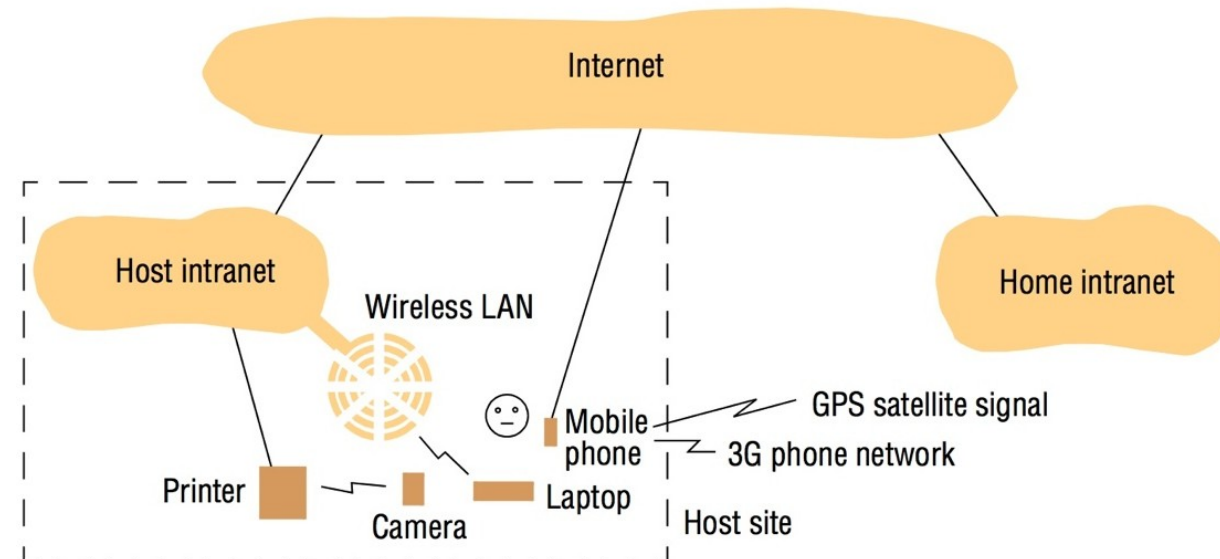 Internet
Host intranet
Wireless LAN
Home intranet
Mobile
phone
GPS satellite signal
3G phone network
Printer
Camera
Laptop
Host site